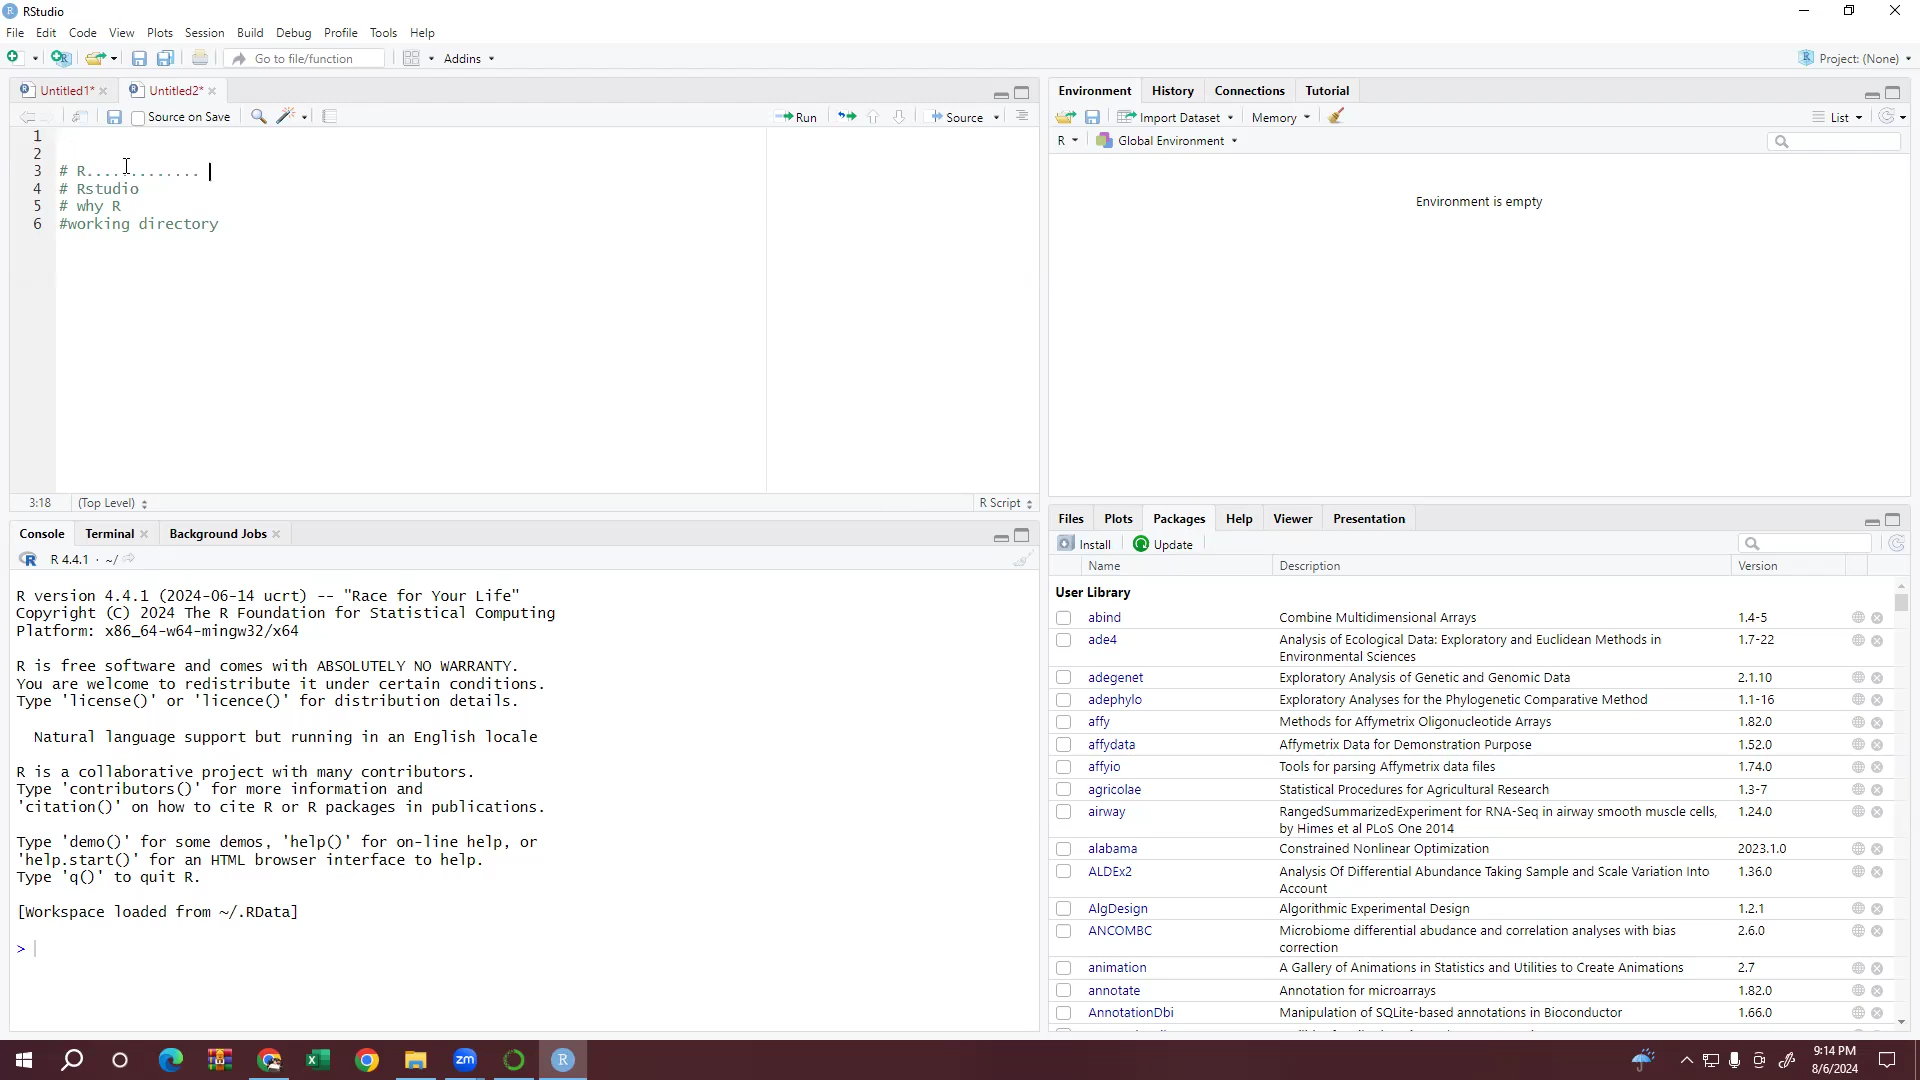 RStudio
File Edit Code View Plots Session Build Debug Profile Tools Help
Go to file/function Addins Project: (None)
Untitled1* Untitled2*
Source on Save Run Source
1
2
3 # R.............
4 # Rstudio
5 # why R
6 #working directory
3:18 (Top Level) R Script
Console Terminal Background Jobs
R 4.4.1 · ~/
R version 4.4.1 (2024-06-14 ucrt) -- "Race for Your Life"
Copyright (C) 2024 The R Foundation for Statistical Computing
Platform: x86_64-w64-mingw32/x64
R is free software and comes with ABSOLUTELY NO WARRANTY.
You are welcome to redistribute it under certain conditions.
Type 'license()' or 'licence()' for distribution details.
Natural language support but running in an English locale
R is a collaborative project with many contributors.
Type 'contributors()' for more information and
'citation()' on how to cite R or R packages in publications.
Type 'demo()' for some demos, 'help()' for on-line help, or
'help.start()' for an HTML browser interface to help.
Type 'q()' to quit R.
[Workspace loaded from ~/.RData]
>
Environment History Connections Tutorial
Import Dataset Memory List
R Global Environment
Environment is empty
Files Plots Packages Help Viewer Presentation
Install Update
Name Description Version
User Library
abind Combine Multidimensional Arrays 1.4-5
ade4 Analysis of Ecological Data: Exploratory and Euclidean Methods in 1.7-22
Environmental Sciences
adegenet Exploratory Analysis of Genetic and Genomic Data 2.1.10
adephylo Exploratory Analyses for the Phylogenetic Comparative Method 1.1-16
affy Methods for Affymetrix Oligonucleotide Arrays 1.82.0
affydata Affymetrix Data for Demonstration Purpose 1.52.0
affyio Tools for parsing Affymetrix data files 1.74.0
agricolae Statistical Procedures for Agricultural Research 1.3-7
airway RangedSummarizedExperiment for RNA-Seq in airway smooth muscle cells, 1.24.0
by Himes et al PLoS One 2014
alabama Constrained Nonlinear Optimization 2023.1.0
ALDEx2 Analysis Of Differential Abundance Taking Sample and Scale Variation Into 1.36.0
Account
AlgDesign Algorithmic Experimental Design 1.2.1
ANCOMBC Microbiome differential abudance and correlation analyses with bias 2.6.0
correction
animation A Gallery of Animations in Statistics and Utilities to Create Animations 2.7
annotate Annotation for microarrays 1.82.0
AnnotationDbi Manipulation of SQLite-based annotations in Bioconductor 1.66.0
zm R 9:14 PM
8/6/2024